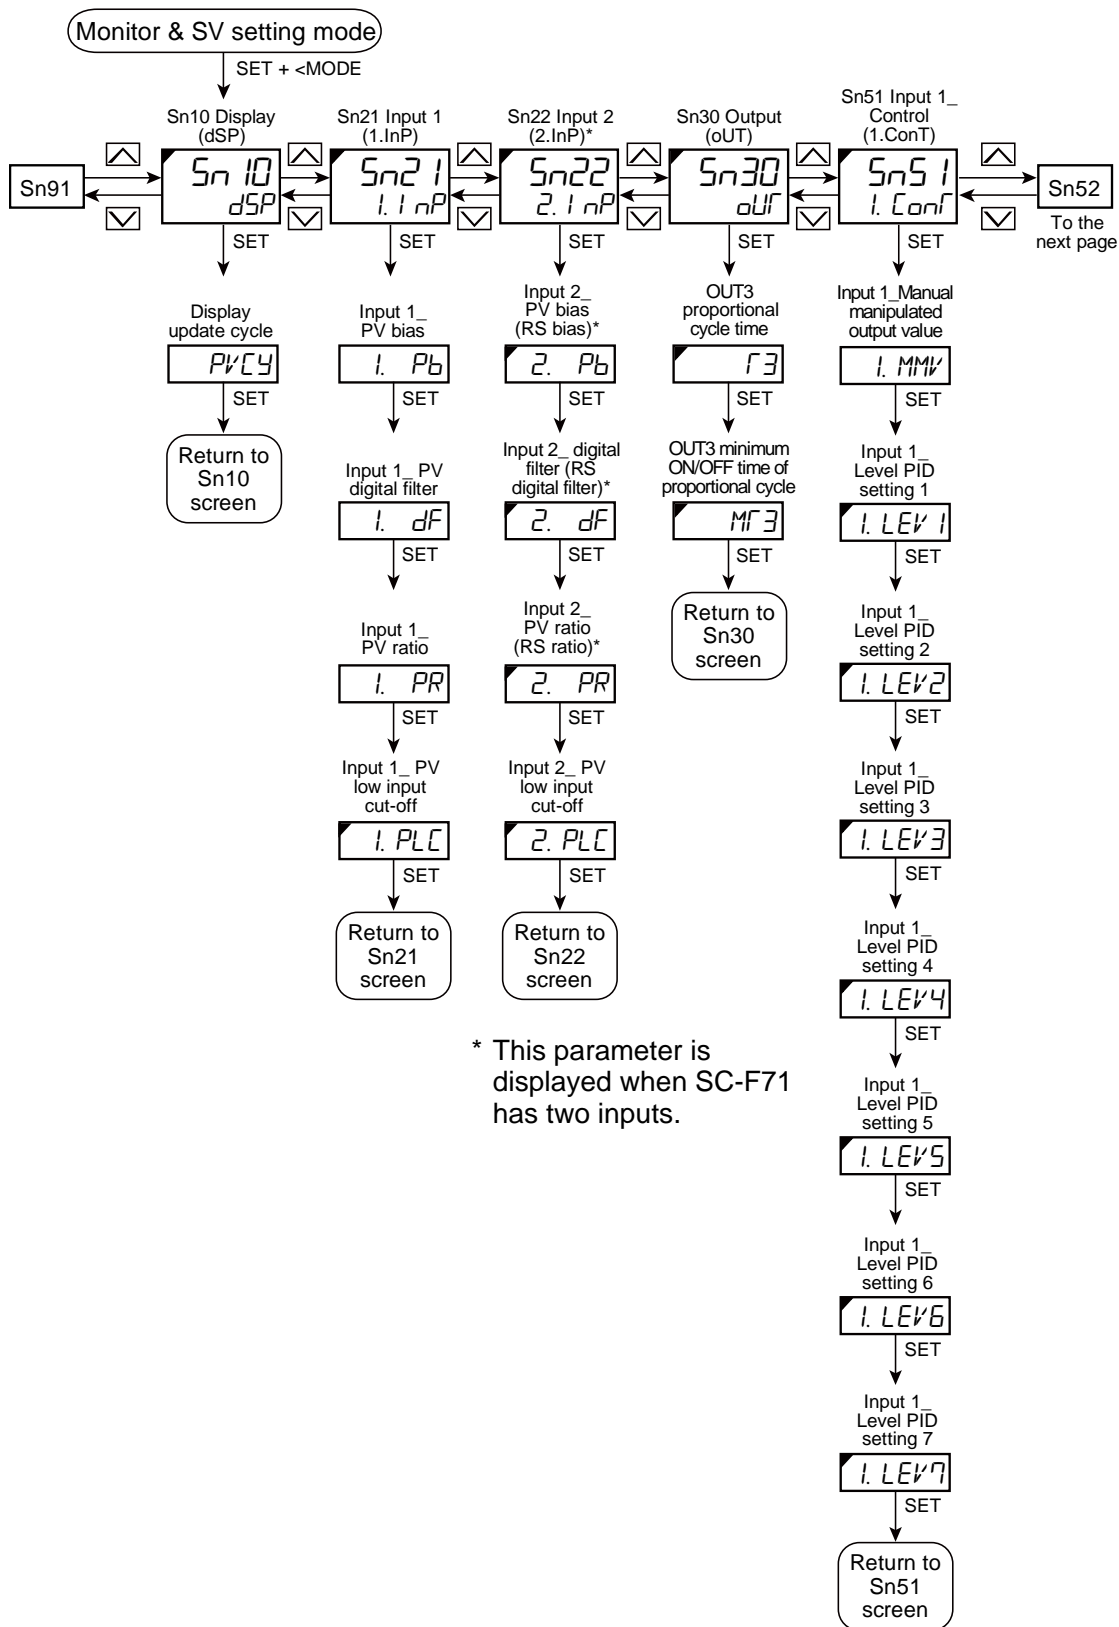 Monitor & SV setting mode
SET + <MODE
Sn91
Sn10 Display
(dSP)
Sn 10
dSP
SET
Display
update cycle
PVCY
SET
Return to
Sn10
screen
Sn21 Input 1
(1.InP)
Sn21
1. InP
SET
Input 1_
PV bias
1. Pb
SET
Input 1_ PV
digital filter
1. dF
SET
Input 1_
PV ratio
1. PR
SET
Input 1_ PV
low input
cut-off
1. PLC
SET
Return to
Sn21
screen
Sn22 Input 2
(2.InP)*
Sn22
2. InP
SET
Input 2_
PV bias
(RS bias)*
2. Pb
SET
Input 2_ digital
filter (RS
digital filter)*
2. dF
SET
Input 2_
PV ratio
(RS ratio)*
2. PR
SET
Input 2_ PV
low input
cut-off
2. PLC
SET
Return to
Sn22
screen
Sn30 Output
(oUT)
Sn30
oUT
SET
OUT3
proportional
cycle time
T3
SET
OUT3 minimum
ON/OFF time of
proportional cycle
MT3
SET
Return to
Sn30
screen
Sn51 Input 1_
Control
(1.ConT)
Sn51
1. ConT
SET
Input 1_Manual
manipulated
output value
1. MMV
SET
Input 1_
Level PID
setting 1
1. LEV 1
SET
Input 1_
Level PID
setting 2
1. LEV2
SET
Input 1_
Level PID
setting 3
1. LEV3
SET
Input 1_
Level PID
setting 4
1. LEV4
SET
Input 1_
Level PID
setting 5
1. LEV5
SET
Input 1_
Level PID
setting 6
1. LEV6
SET
Input 1_
Level PID
setting 7
1. LEV7
SET
Return to
Sn51
screen
Sn52
To the
next page
* This parameter is
displayed when SC-F71
has two inputs.